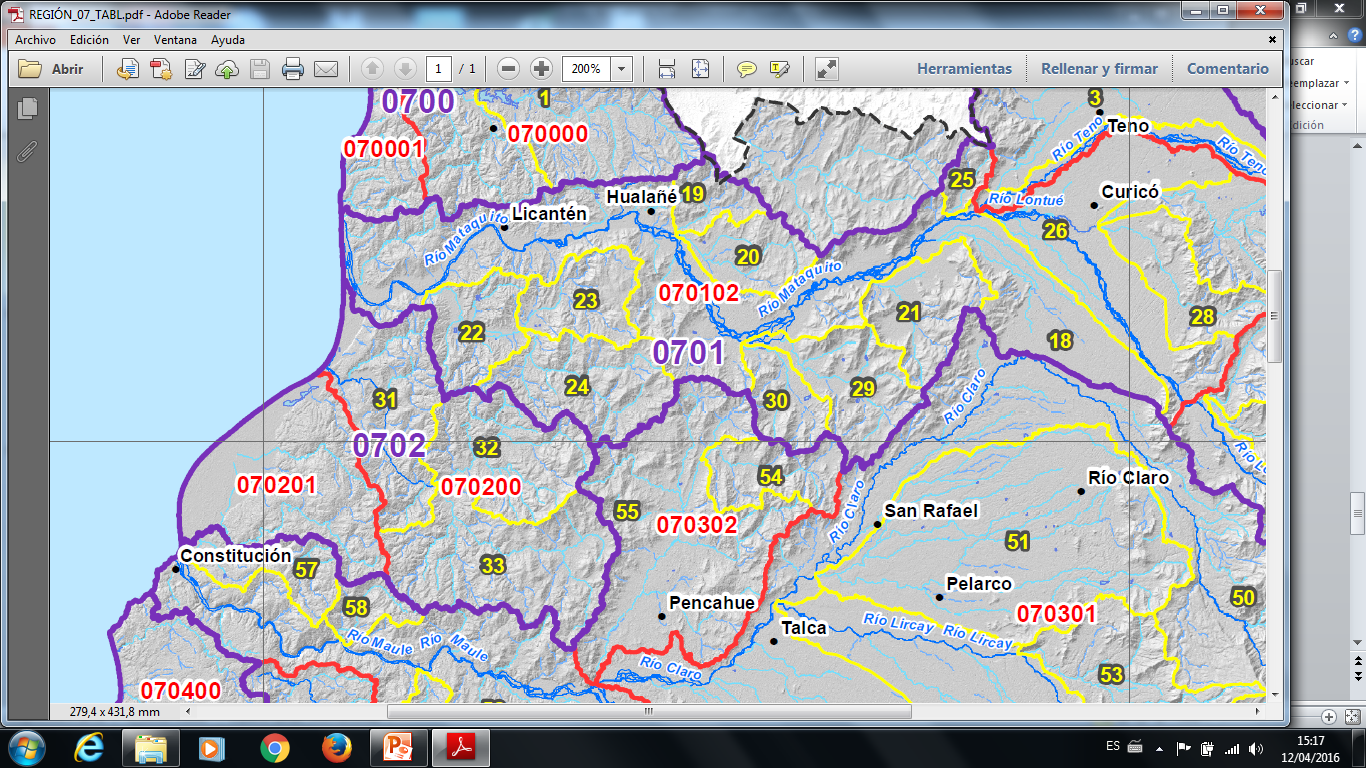 REGIÓN_07_TABL.pdf - Adobe Reader
Archivo Edición Ver Ventana Ayuda
Abrir 1 / 1 200% Herramientas Rellenar y firmar Comentario
0700
1
3
Teno
Río Teno
Río Teno
070001
070000
25
Río Lontué
Curicó
19
Hualañé
Licantén
Río Mataquito
26
20
Río Mataquito
23
070102
22
21
28
0701
18
24
29
30
Río Claro
31
0702
32
54
Río Claro
070201
070200
55
070302
Río Claro
San Rafael
51
Constitución
57
33
Pelarco
50
58
Pencahue
070301
Talca
Río Lircay Río Lircay
Río Maule Río Maule
Río Claro
53
070400
279,4 x 431,8 mm
ES
15:17
12/04/2016